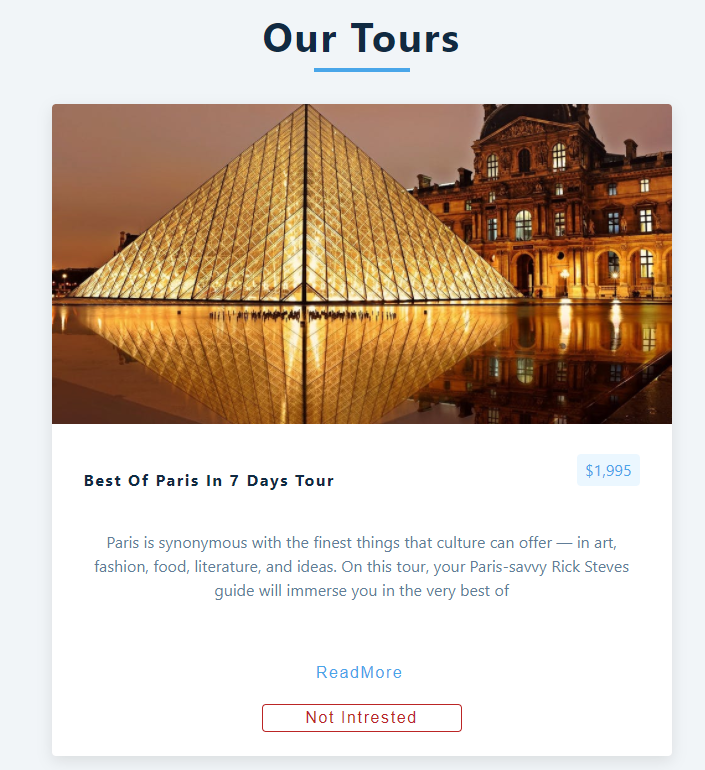 Our Tours
Best Of Paris In 7 Days Tour
$1,995
Paris is synonymous with the finest things that culture can offer — in art,
fashion, food, literature, and ideas. On this tour, your Paris-savvy Rick Steves
guide will immerse you in the very best of
ReadMore
Not Intrested